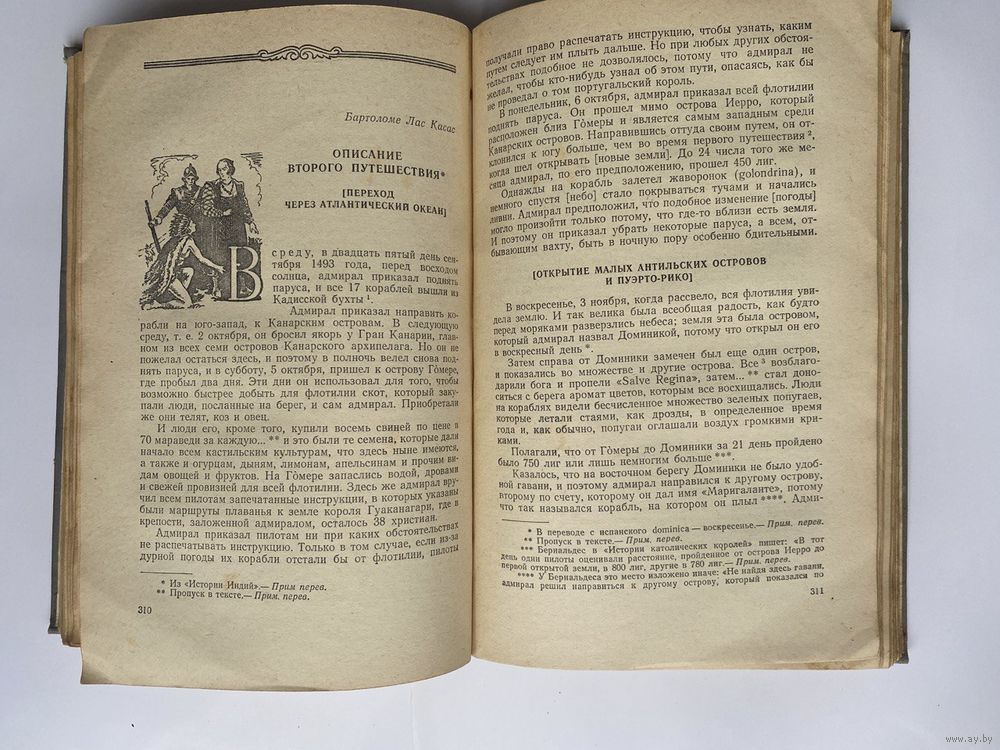 Бартоломе Лас Касас
ОПИСАНИЕ
ВТОРОГО ПУТЕШЕСТВИЯ*
[ПЕРЕХОД
ЧЕРЕЗ АТЛАНТИЧЕСКИЙ ОКЕАН]
В среду, в двадцать пятый день сен-
тября 1493 года, перед восходом
солнца, адмирал приказал поднять
паруса, и все 17 кораблей вышли из
Кадисской бухты ¹.
Адмирал приказал направить ко-
рабли на юго-запад, к Канарским островам. В следующую
среду, т. е. 2 октября, он бросил якорь у Гран Канарии, глав-
ном из всех семи островов Канарского архипелага. Но он не
пожелал остаться здесь, и поэтому в полночь велел снова под-
нять паруса, и в субботу, 5 октября, пришел к острову Го́мере,
где пробыл два дня. Эти дни он использовал для того, чтобы
возможно быстрее добыть для флотилии скот, который заку-
пали люди, посланные на берег, и сам адмирал. Приобретали
же они телят, коз и овец.
И люди его, кроме того, купили восемь свиней по цене в
70 мараведи за каждую... ** и это были те семена, которые дали
начало всем кастильским культурам, что здесь ныне имеются,
а также и огурцам, дыням, лимонам, апельсинам и прочим ви-
дам овощей и фруктов. На Го́мере запаслись водой, дровами
и свежей провизией для всей флотилии. Здесь же адмирал вру-
чил всем пилотам запечатанные инструкции, в которых указаны
были маршруты плаванья к земле короля Гуаканагари, где в
крепости, заложенной адмиралом, осталось 38 христиан.
Адмирал приказал пилотам ни при каких обстоятельствах
не распечатывать инструкцию. Только в том случае, если из-за
дурной погоды их корабли отстали бы от флотилии, пилоты
* Из «Истории Индий».— Прим. перев.
** Пропуск в тексте.— Прим. перев.
310
получали право распечатать инструкцию, чтобы узнать, каким
путем следует им плыть дальше. Но при любых других обстоя-
тельствах подобное не дозволялось, потому что адмирал не
желал, чтобы кто-нибудь узнал об этом пути, опасаясь, как бы
не проведал о том португальский король.
В понедельник, 6 октября, адмирал приказал всей флотилии
поднять паруса. Он прошел мимо острова Иерро, который
расположен близ Го́меры и является самым западным среди
Канарских островов. Направившись оттуда своим путем, он от-
клонился к югу больше, чем во время первого путешествия ²,
когда шел открывать [новые земли]. До 24 числа того же ме-
сяца адмирал, по его предположению, прошел 450 лиг.
Однажды на корабль залетел жаворонок (golondrina), и
немного спустя [небо] стало покрываться тучами и начались
ливни. Адмирал предположил, что подобное изменение [погоды]
могло произойти только потому, что где-то вблизи есть земля.
И поэтому он приказал убрать некоторые паруса, а всем, от-
бывающим вахту, быть в ночную пору особенно бдительными.
[ОТКРЫТИЕ МАЛЫХ АНТИЛЬСКИХ ОСТРОВОВ
И ПУЭРТО-РИКО]
В воскресенье, 3 ноября, когда рассвело, вся флотилия уви-
дела землю. И так велика была всеобщая радость, как будто
перед моряками разверзлись небеса; земля эта была островом,
который адмирал назвал Доминикой, потому что открыл он его
в воскресный день *.
Затем справа от Доминики замечен был еще один остров,
и показались во множестве и другие острова. Все ³ возблаго-
дарили бога и пропели «Salve Regina», затем... ** стал доно-
ситься с берега аромат цветов, которым все восхищались. Люди
на кораблях видели бесчисленное множество зеленых попугаев,
которые летали стаями, как дрозды, в определенное время
года и, как обычно, попугаи оглашали воздух громкими кри-
ками.
Полагали, что от Го́меры до Доминики за 21 день пройдено
было 750 лиг или лишь немногим больше ***.
Казалось, что на восточном берегу Доминики не было удоб-
ной гавани, и поэтому адмирал направился к другому острову,
второму по счету, которому он дал имя «Маригаланте», потому
что так назывался корабль, на котором он плыл ****. Адми-
* В переводе с испанского dominica — воскресенье.— Прим. перев.
** Пропуск в тексте.— Прим. перев.
*** Бернальдес в «Истории католических королей» пишет: «В тот
день одни пилоты оценивали расстояние, пройденное от острова Иерро до
первой открытой земли, в 800 лиг, другие в 780 лиг.— Прим. перев.
**** У Бернальдеса это место изложено иначе: «Не найдя здесь гавани,
адмирал решил направиться к другому острову, который показался по
311
www.ay.by